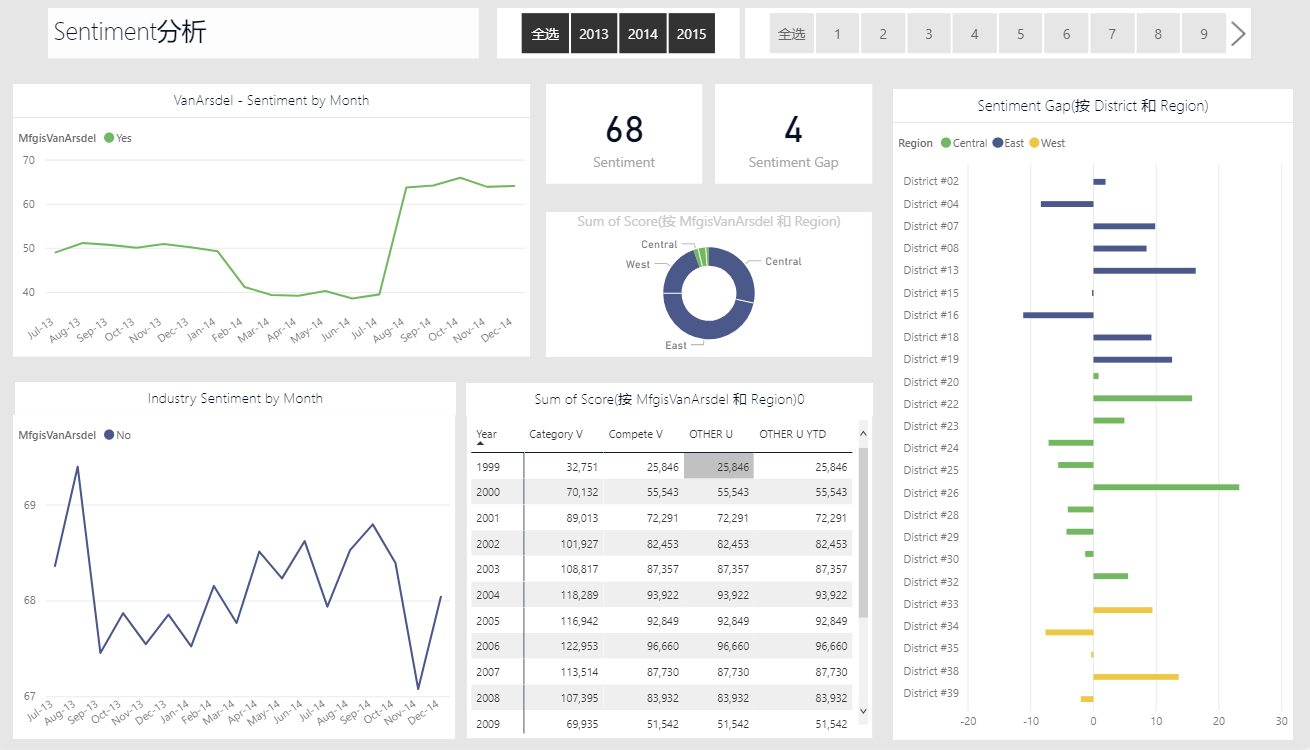 Sentiment分析
全选 2013 2014 2015
全选 1 2 3 4 5 6 7 8 9
VanArsdel - Sentiment by Month
MfgisVanArsdel Yes
70
60
50
40
Jul-13 Aug-13 Sep-13 Oct-13 Nov-13 Dec-13 Jan-14 Feb-14 Mar-14 Apr-14 May-14 Jun-14 Jul-14 Aug-14 Sep-14 Oct-14 Nov-14 Dec-14
68
Sentiment
4
Sentiment Gap
Sum of Score(按 MfgisVanArsdel 和 Region)
Central
West
Central
East
Sentiment Gap(按 District 和 Region)
Region Central East West
District #02
District #04
District #07
District #08
District #13
District #15
District #16
District #18
District #19
District #20
District #22
District #23
District #24
District #25
District #26
District #28
District #29
District #30
District #32
District #33
District #34
District #35
District #38
District #39
-20 -10 0 10 20 30
Industry Sentiment by Month
MfgisVanArsdel No
69
68
67
Jul-13 Aug-13 Sep-13 Oct-13 Nov-13 Dec-13 Jan-14 Feb-14 Mar-14 Apr-14 May-14 Jun-14 Jul-14 Aug-14 Sep-14 Oct-14 Nov-14 Dec-14
Sum of Score(按 MfgisVanArsdel 和 Region)0
Year Category V Compete V OTHER U OTHER U YTD
1999 32,751 25,846 25,846 25,846
2000 70,132 55,543 55,543 55,543
2001 89,013 72,291 72,291 72,291
2002 101,927 82,453 82,453 82,453
2003 108,817 87,357 87,357 87,357
2004 118,289 93,922 93,922 93,922
2005 116,942 92,849 92,849 92,849
2006 122,953 96,660 96,660 96,660
2007 113,514 87,730 87,730 87,730
2008 107,395 83,932 83,932 83,932
2009 69,935 51,542 51,542 51,542